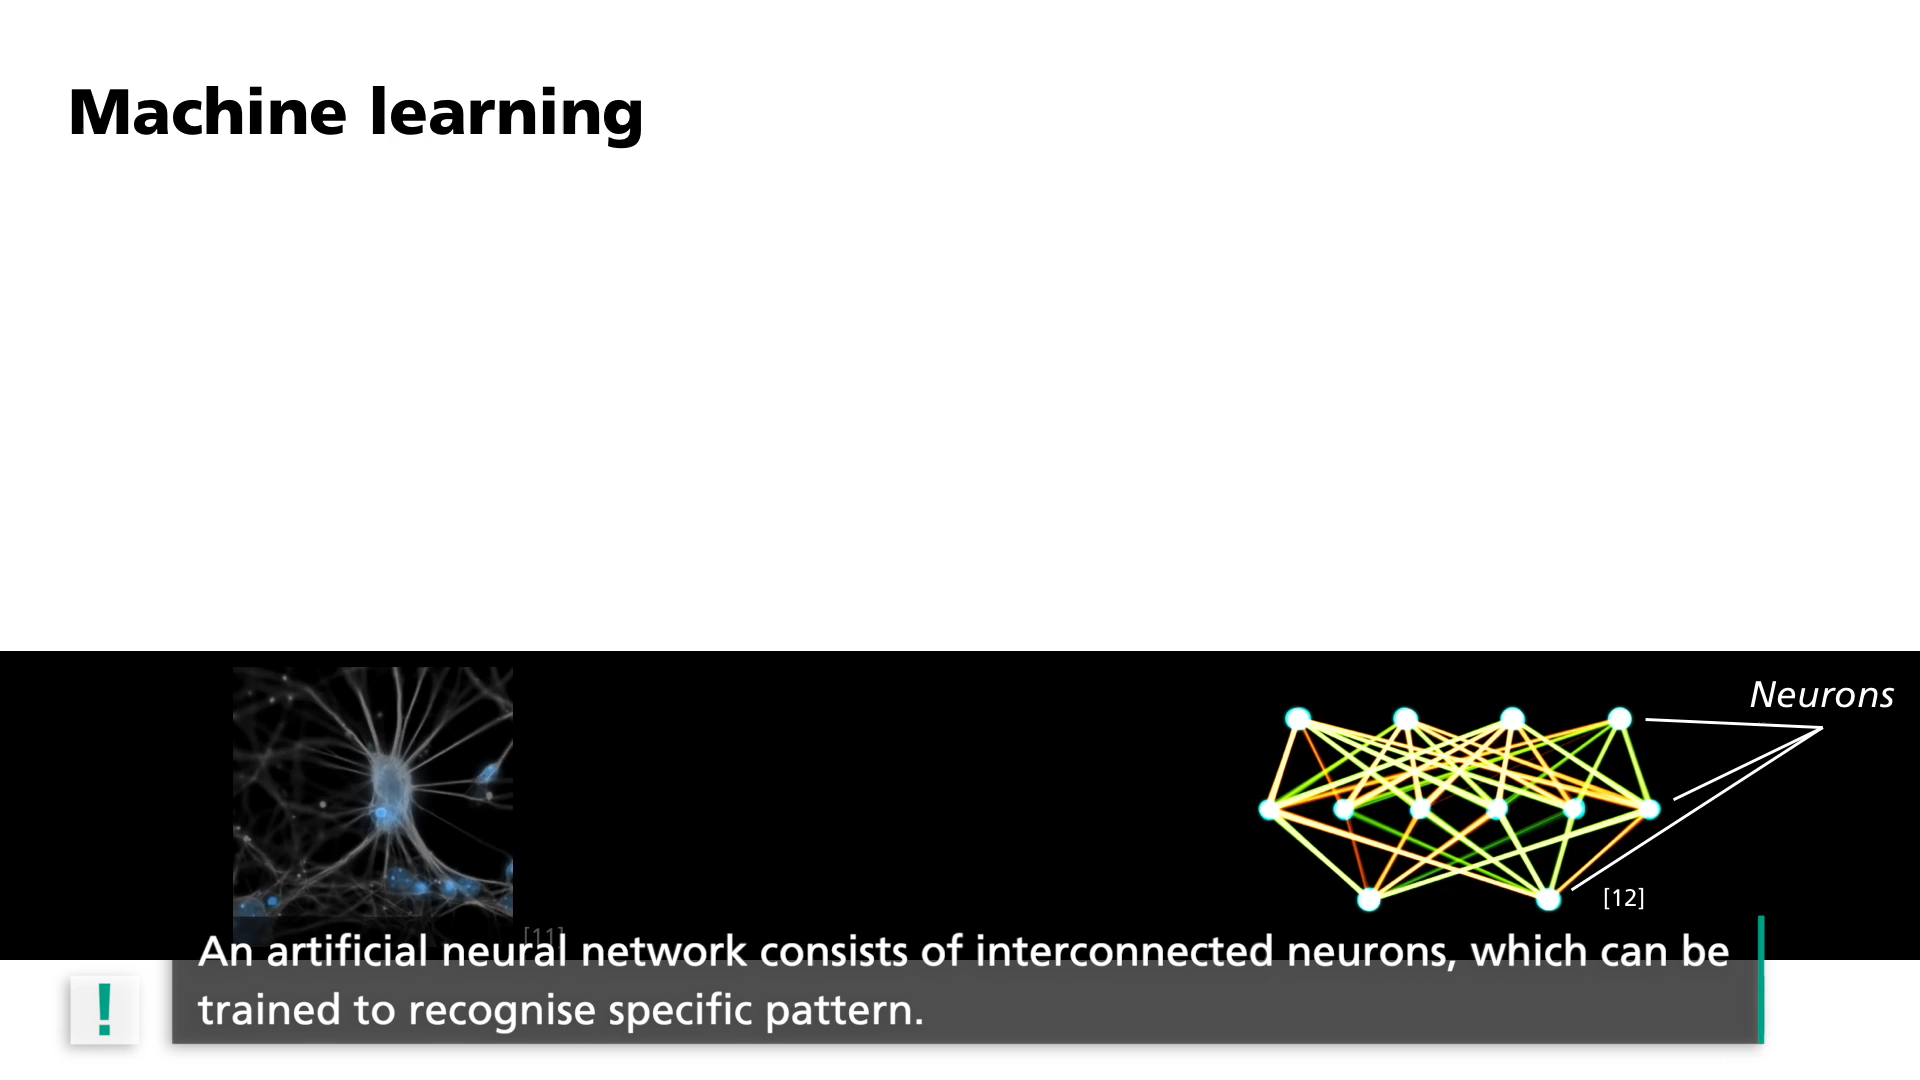 Machine learning
Neurons
[12]
[11]
An artificial neural network consists of interconnected neurons, which can be
trained to recognise specific pattern.
!